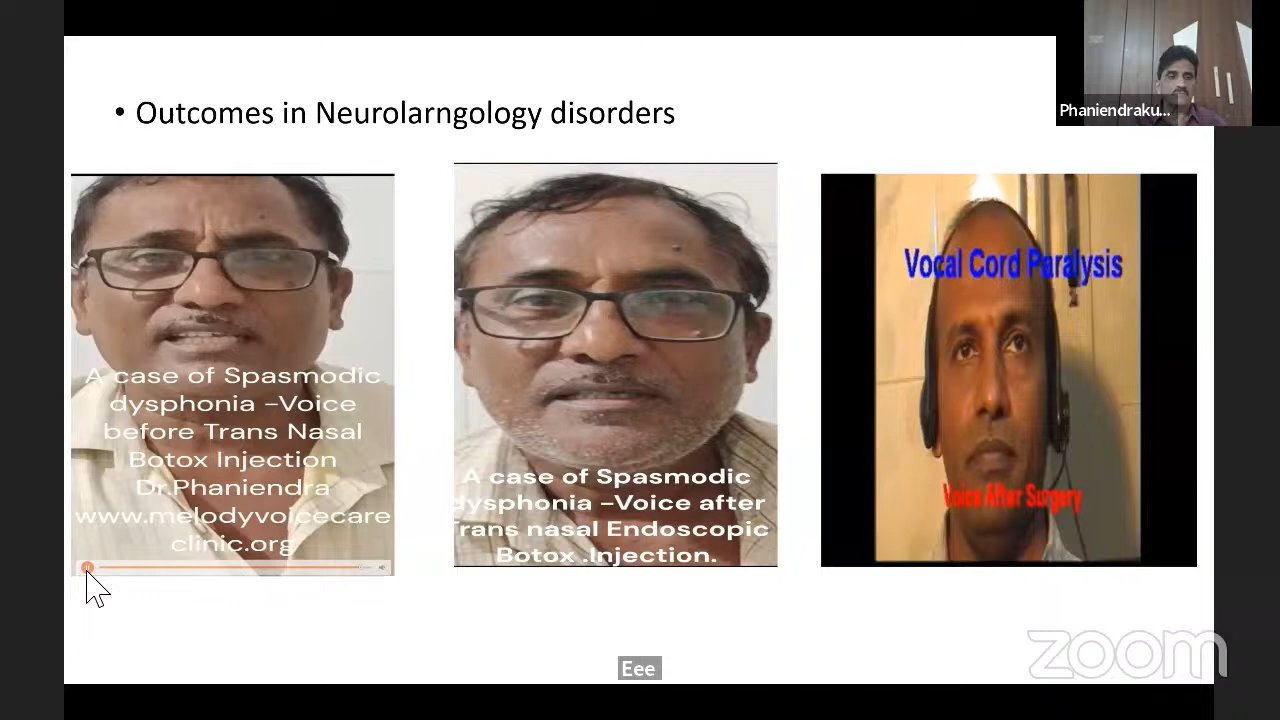 Phaniendraku...
• Outcomes in Neurolarngology disorders
A case of Spasmodic
dysphonia –Voice
before Trans Nasal
Botox Injection
Dr.Phaniendra
www.melodyvoicecare
clinic.org
A case of Spasmodic
dysphonia –Voice after
Trans nasal Endoscopic
Botox .Injection.
Vocal Cord Paralysis
Voice After Surgery
Eee
zoom